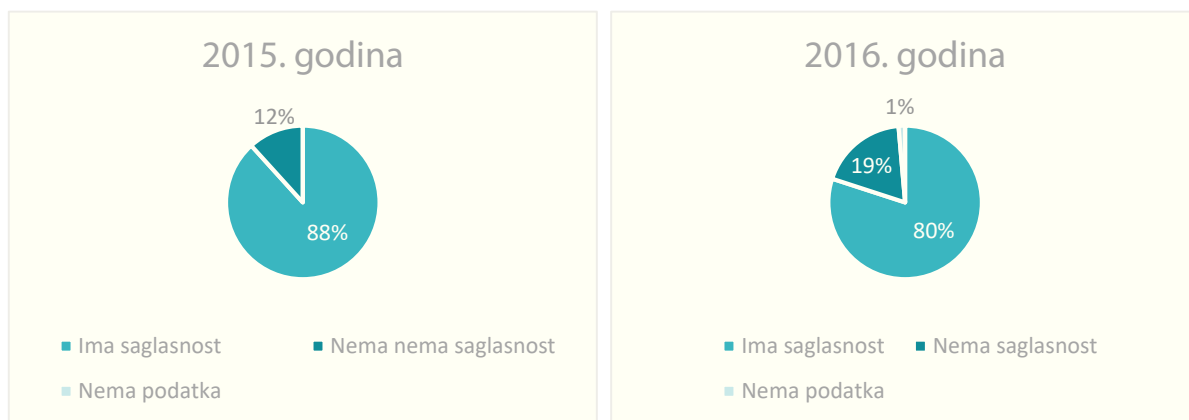 2015. godina
12%
88%
Ima saglasnost
Nema nema saglasnost
Nema podatka
2016. godina
1%
19%
80%
Ima saglasnost
Nema saglasnost
Nema podatka